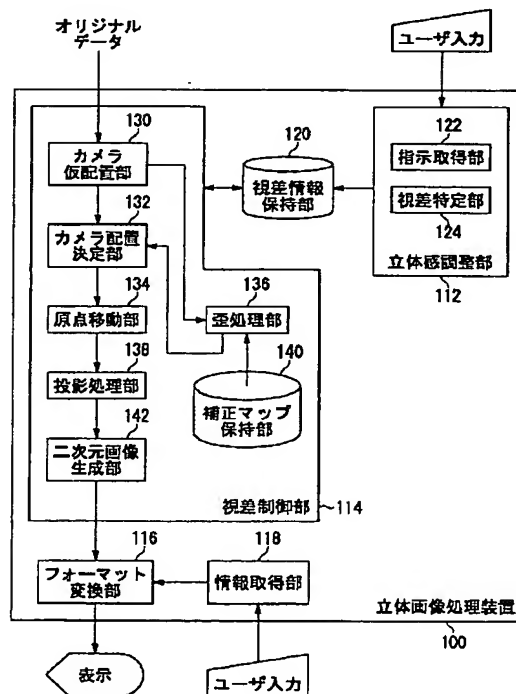 オリジナル
データ
ユーザ入力
130
カメラ
仮配置部
120
視差情報
保持部
122
指示取得部
視差特定部
124
立体感調整部
112
132
カメラ配置
決定部
134
原点移動部
136
歪処理部
138
投影処理部
140
補正マップ
保持部
142
二次元画像
生成部
視差制御部
114
116
フォーマット
変換部
118
情報取得部
立体画像処理装置
100
表示
ユーザ入力